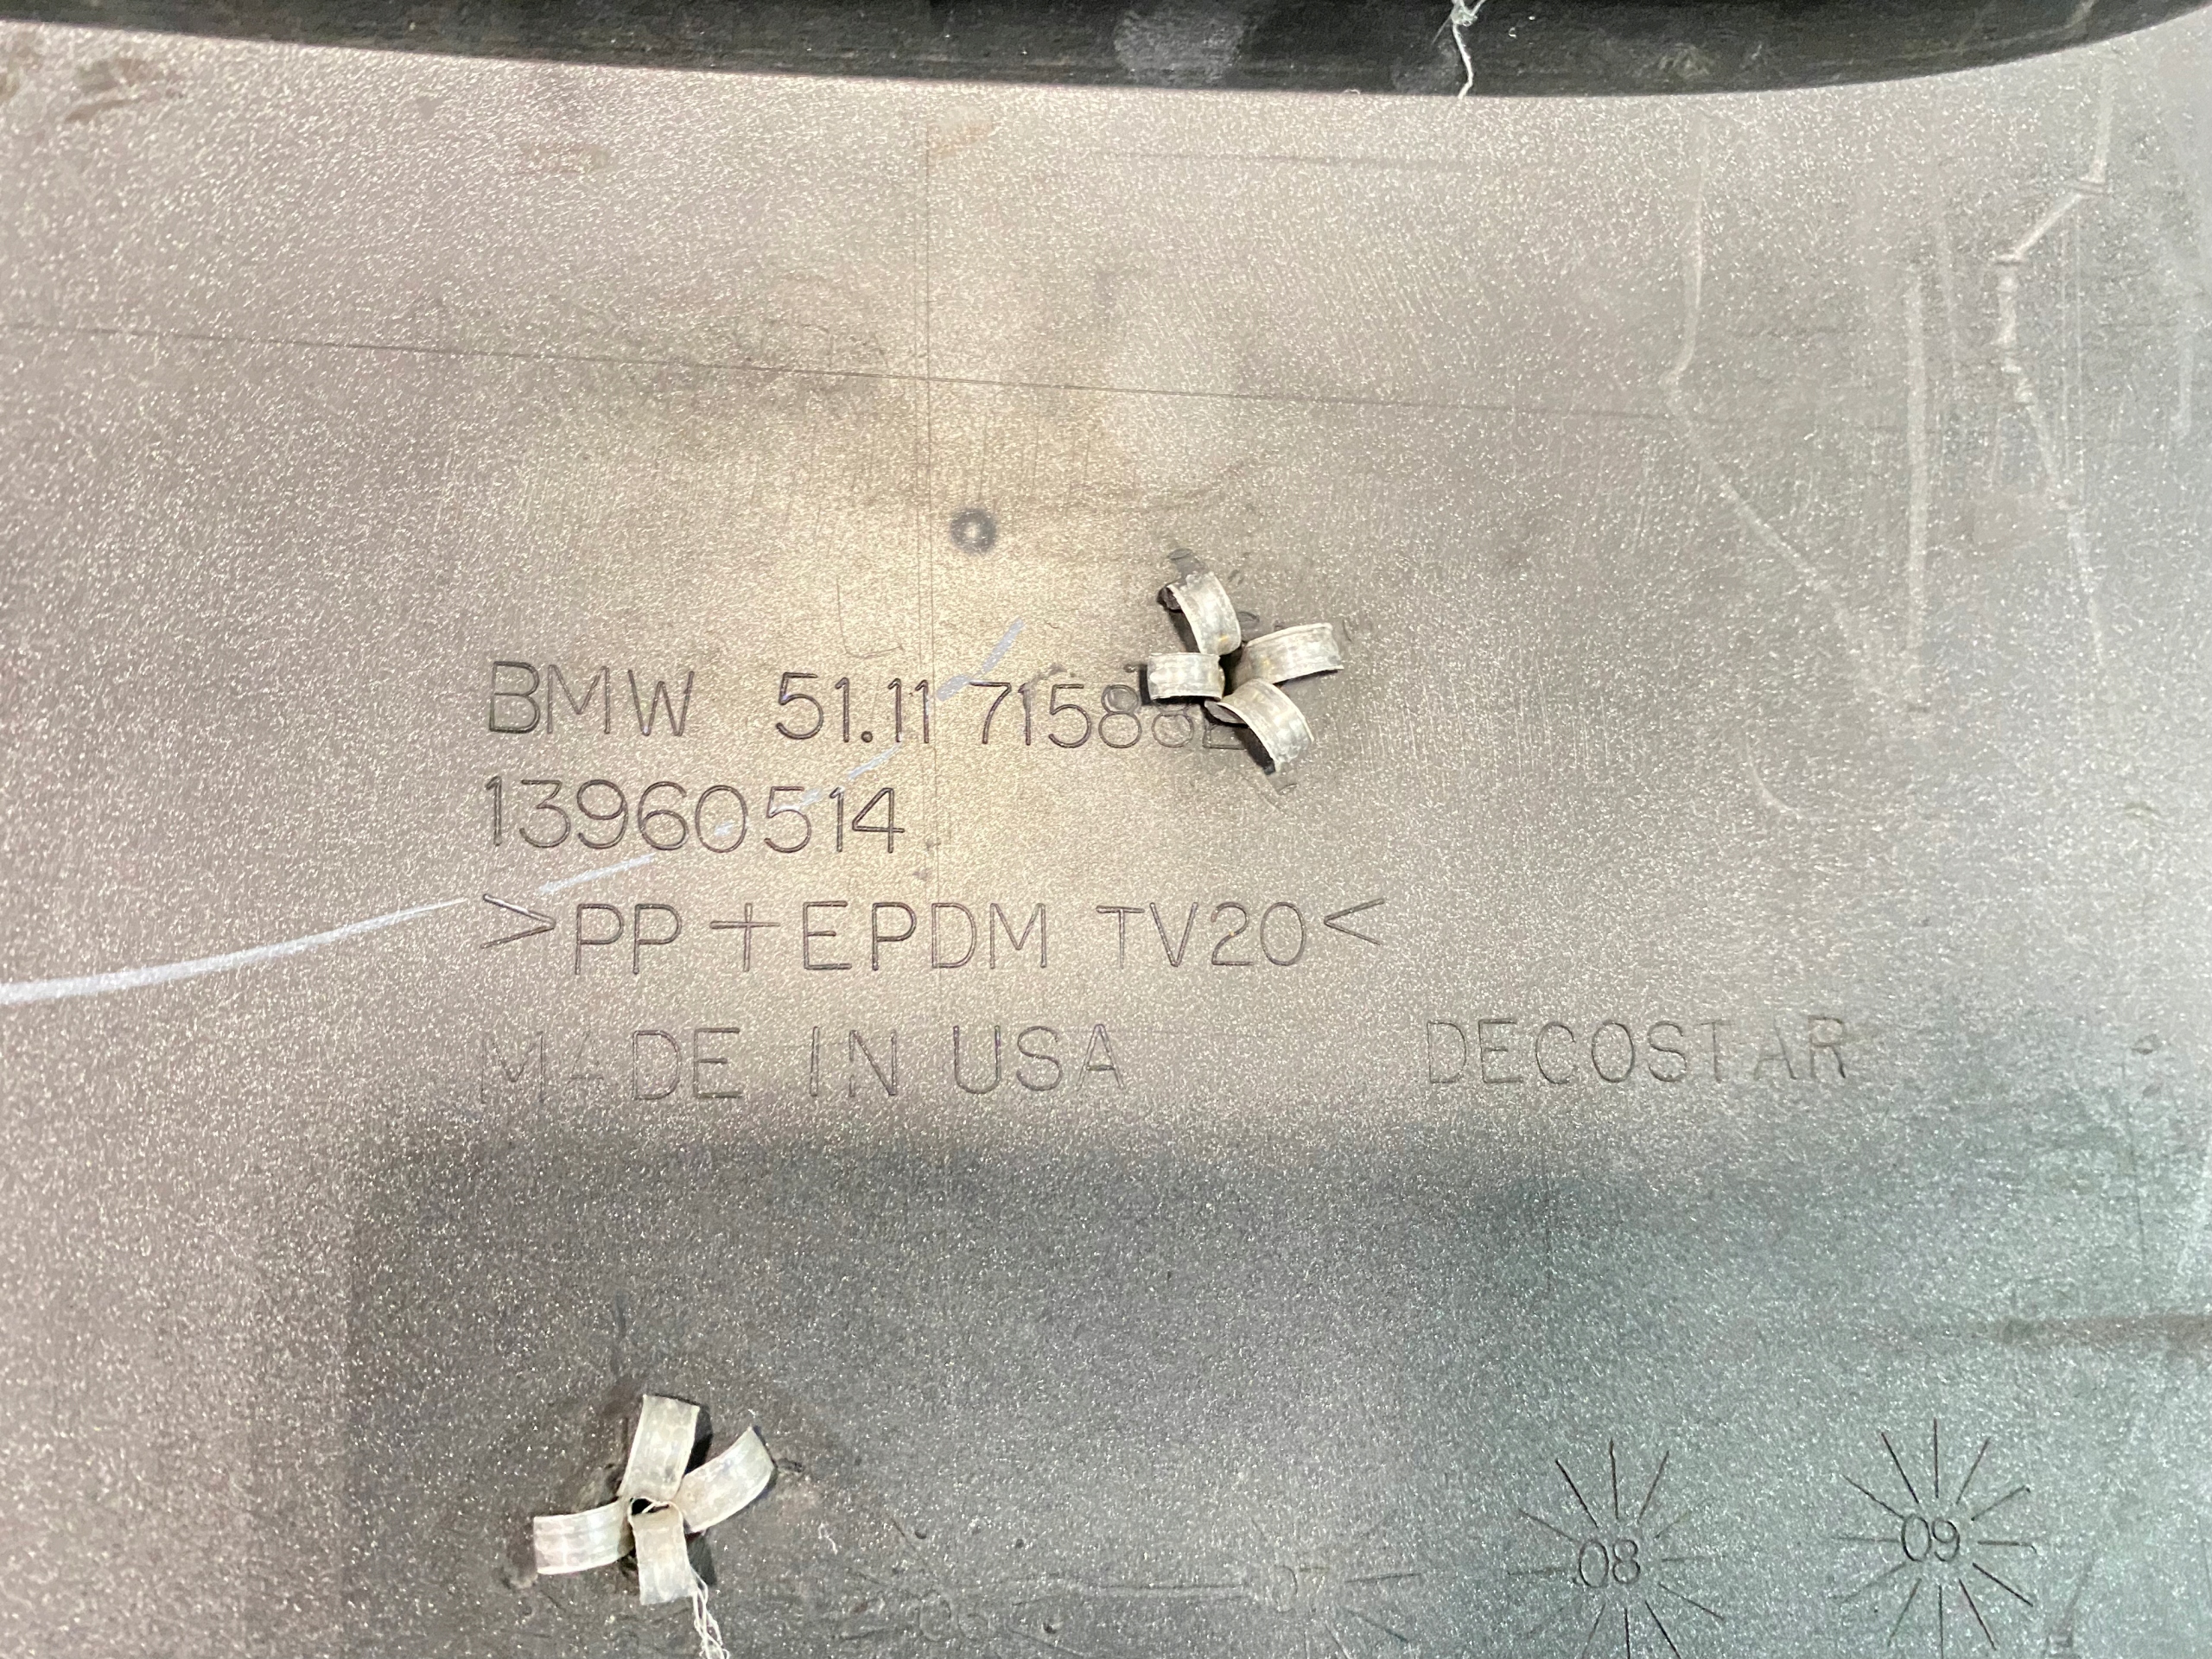 BMW 51.11 71588
13960514
>PP+EPDM TV20<
MADE IN USA DECOSTAR
08 09